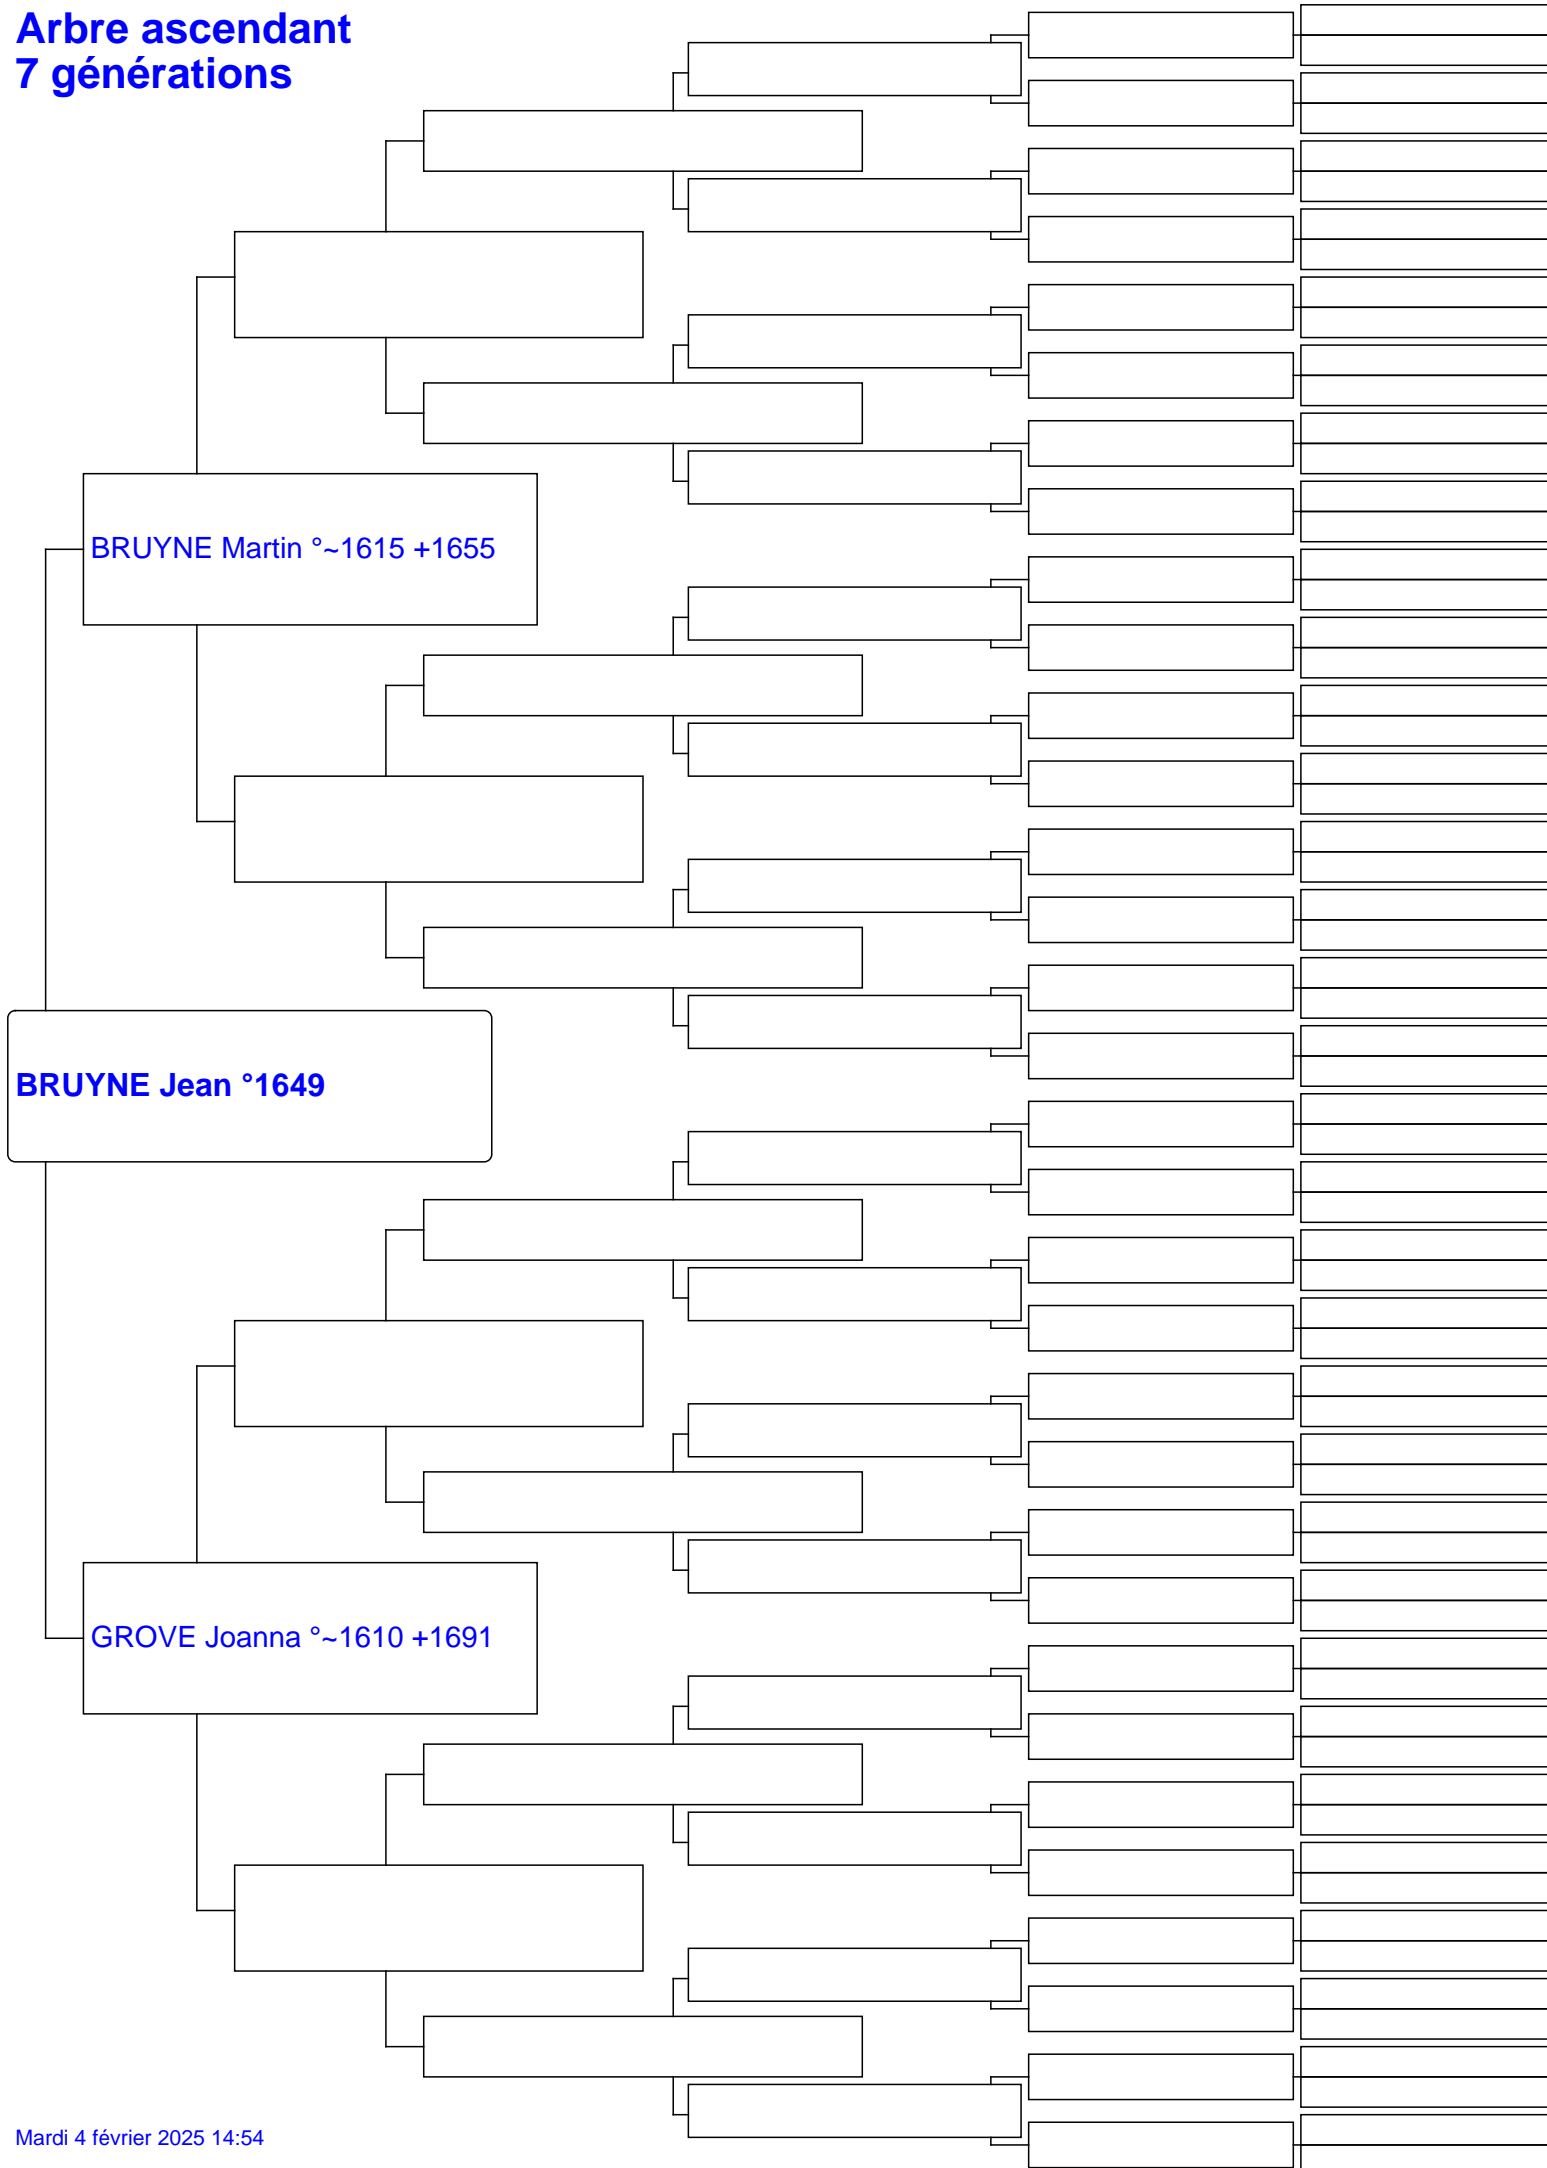 Arbre ascendant
7 générations
BRUYNE Martin °~1615 +1655
BRUYNE Jean °1649
GROVE Joanna °~1610 +1691
Mardi 4 février 2025 14:54